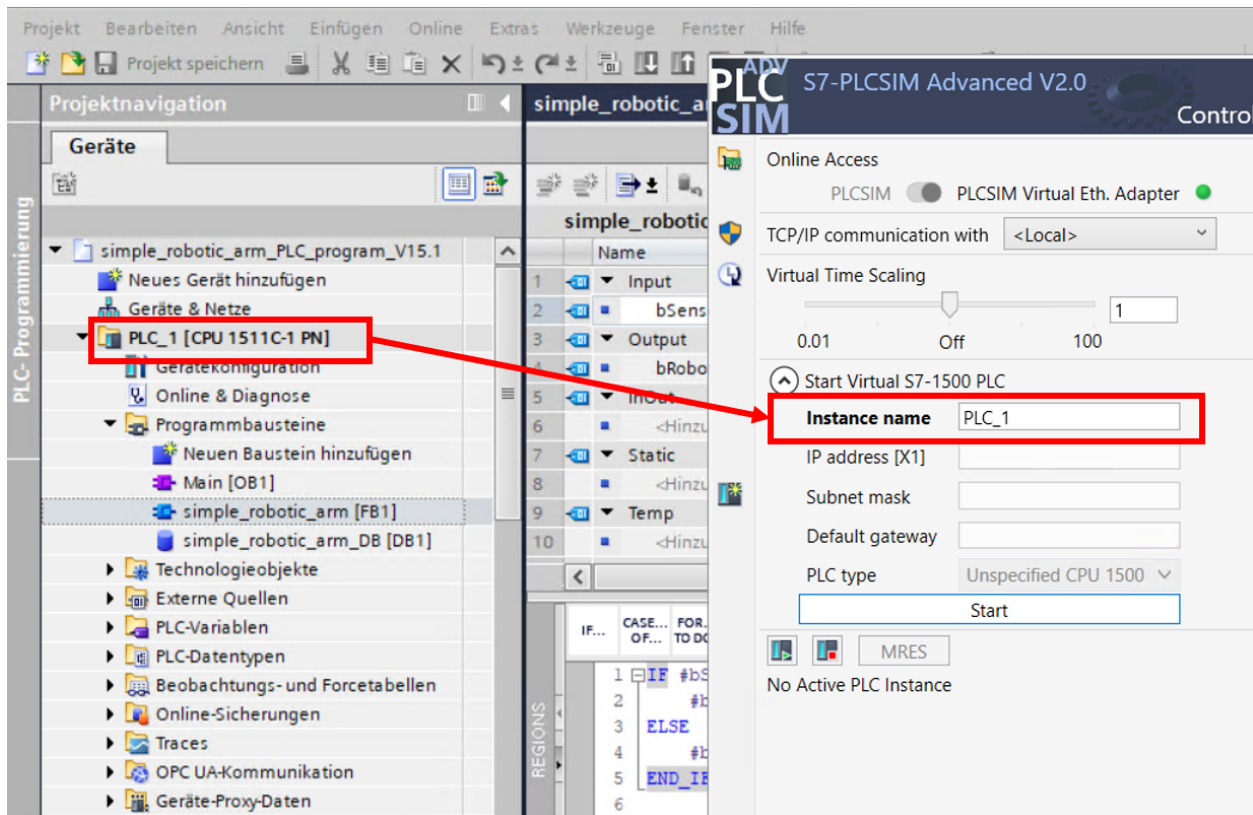 Projekt Bearbeiten Ansicht Einfügen Online Extras Werkzeuge Fenster Hilfe
Projekt speichern
Projektnavigation
Geräte
PLC- Programmierung
simple_robotic_arm_PLC_program_V15.1
Neues Gerät hinzufügen
Geräte & Netze
PLC_1 [CPU 1511C-1 PN]
Gerätekonfiguration
Online & Diagnose
Programmbausteine
Neuen Baustein hinzufügen
Main [OB1]
simple_robotic_arm [FB1]
simple_robotic_arm_DB [DB1]
Technologieobjekte
Externe Quellen
PLC-Variablen
PLC-Datentypen
Beobachtungs- und Forcetabellen
Online-Sicherungen
Traces
OPC UA-Kommunikation
Geräte-Proxy-Daten
simple_robotic_a
simple_robotic
Name
1 Input
2 bSens
3 Output
4 bRobo
5 InOut
6 <Hinzu
7 Static
8 <Hinzu
9 Temp
10 <Hinzu
IF... CASE... OF... FOR. TO DO
REGIONS
1 IF #bS
2 #b
3 ELSE
4 #b
5 END_IF
6
ADV
PLC
SIM
S7-PLCSIM Advanced V2.0
Contro
Online Access
PLCSIM PLCSIM Virtual Eth. Adapter
TCP/IP communication with <Local>
Virtual Time Scaling
1
0.01 Off 100
Start Virtual S7-1500 PLC
Instance name PLC_1
IP address [X1]
Subnet mask
Default gateway
PLC type Unspecified CPU 1500
Start
MRES
No Active PLC Instance